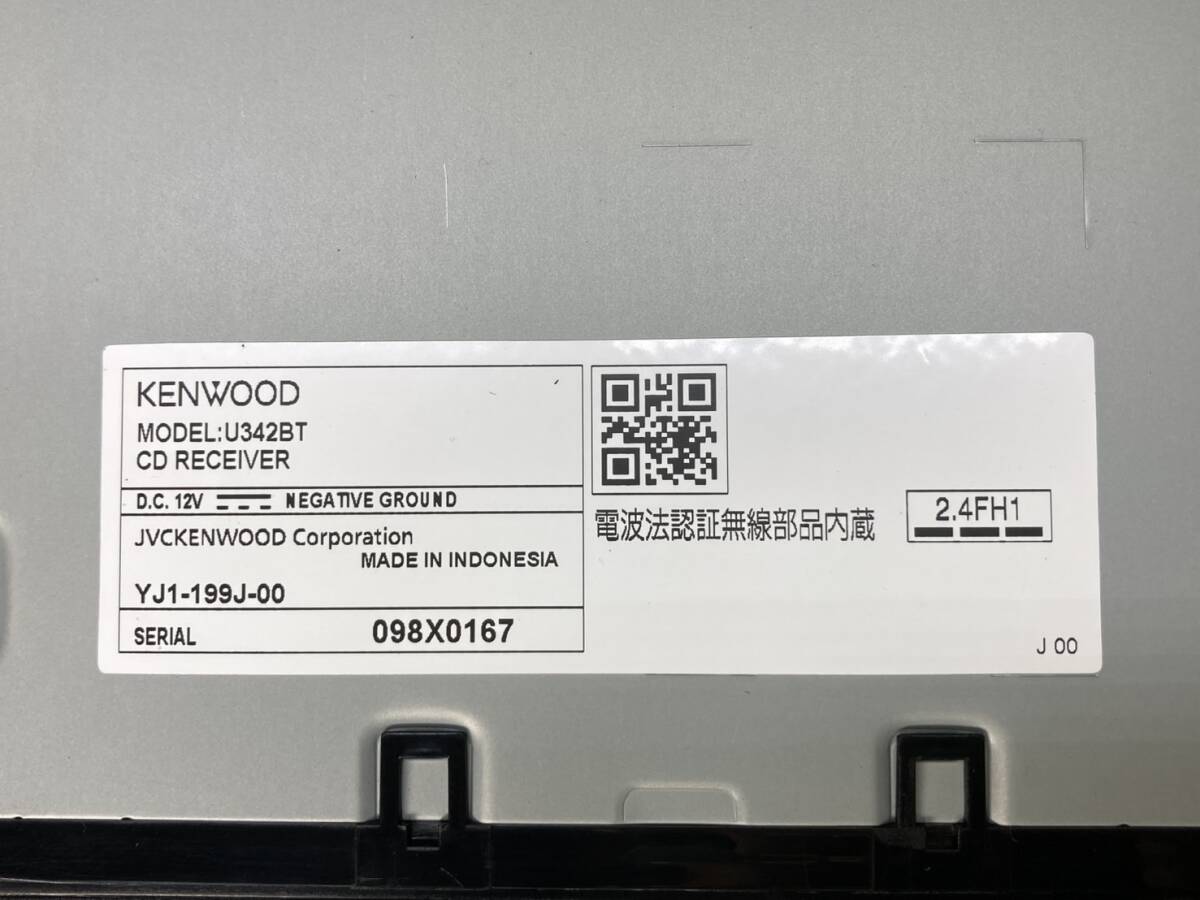 KENWOOD
MODEL:U342BT
CD RECEIVER
D.C. 12V NEGATIVE GROUND
JVCKENWOOD Corporation
MADE IN INDONESIA
YJ1-199J-00
SERIAL 098X0167
電波法認証無線部品内蔵
2.4FH1
J 00